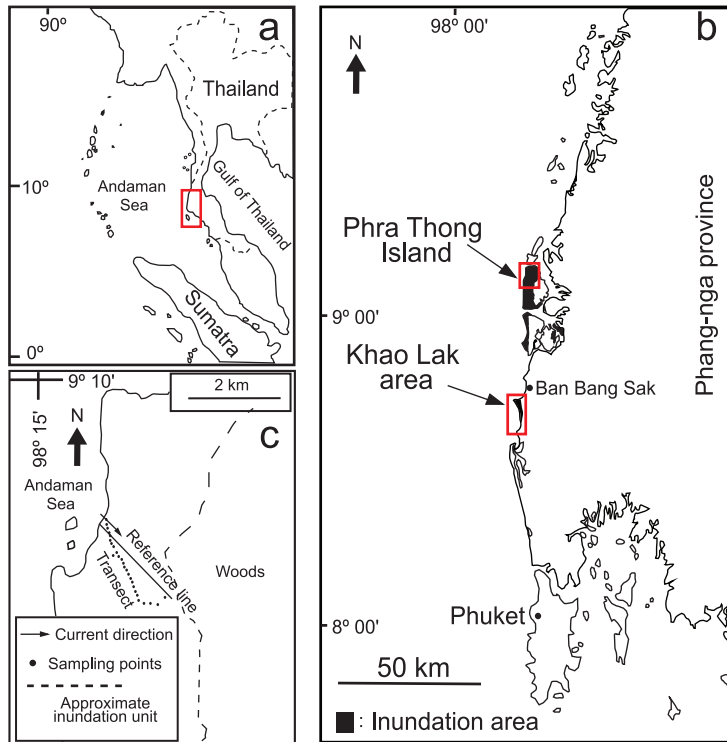 90º
a
Thailand
10º
Andaman
Sea
Gulf of Thailand
Sumatra
0º
98º 00'
b
N
Phra Thong
Island
9º 00'
Khao Lak
area
Ban Bang Sak
Phang-nga province
Phuket
8º 00'
50 km
: Inundation area
9º 10'
2 km
98º 15'
N
c
Andaman
Sea
Reference line
Transect
Woods
Current direction
Sampling points
Approximate
inundation unit